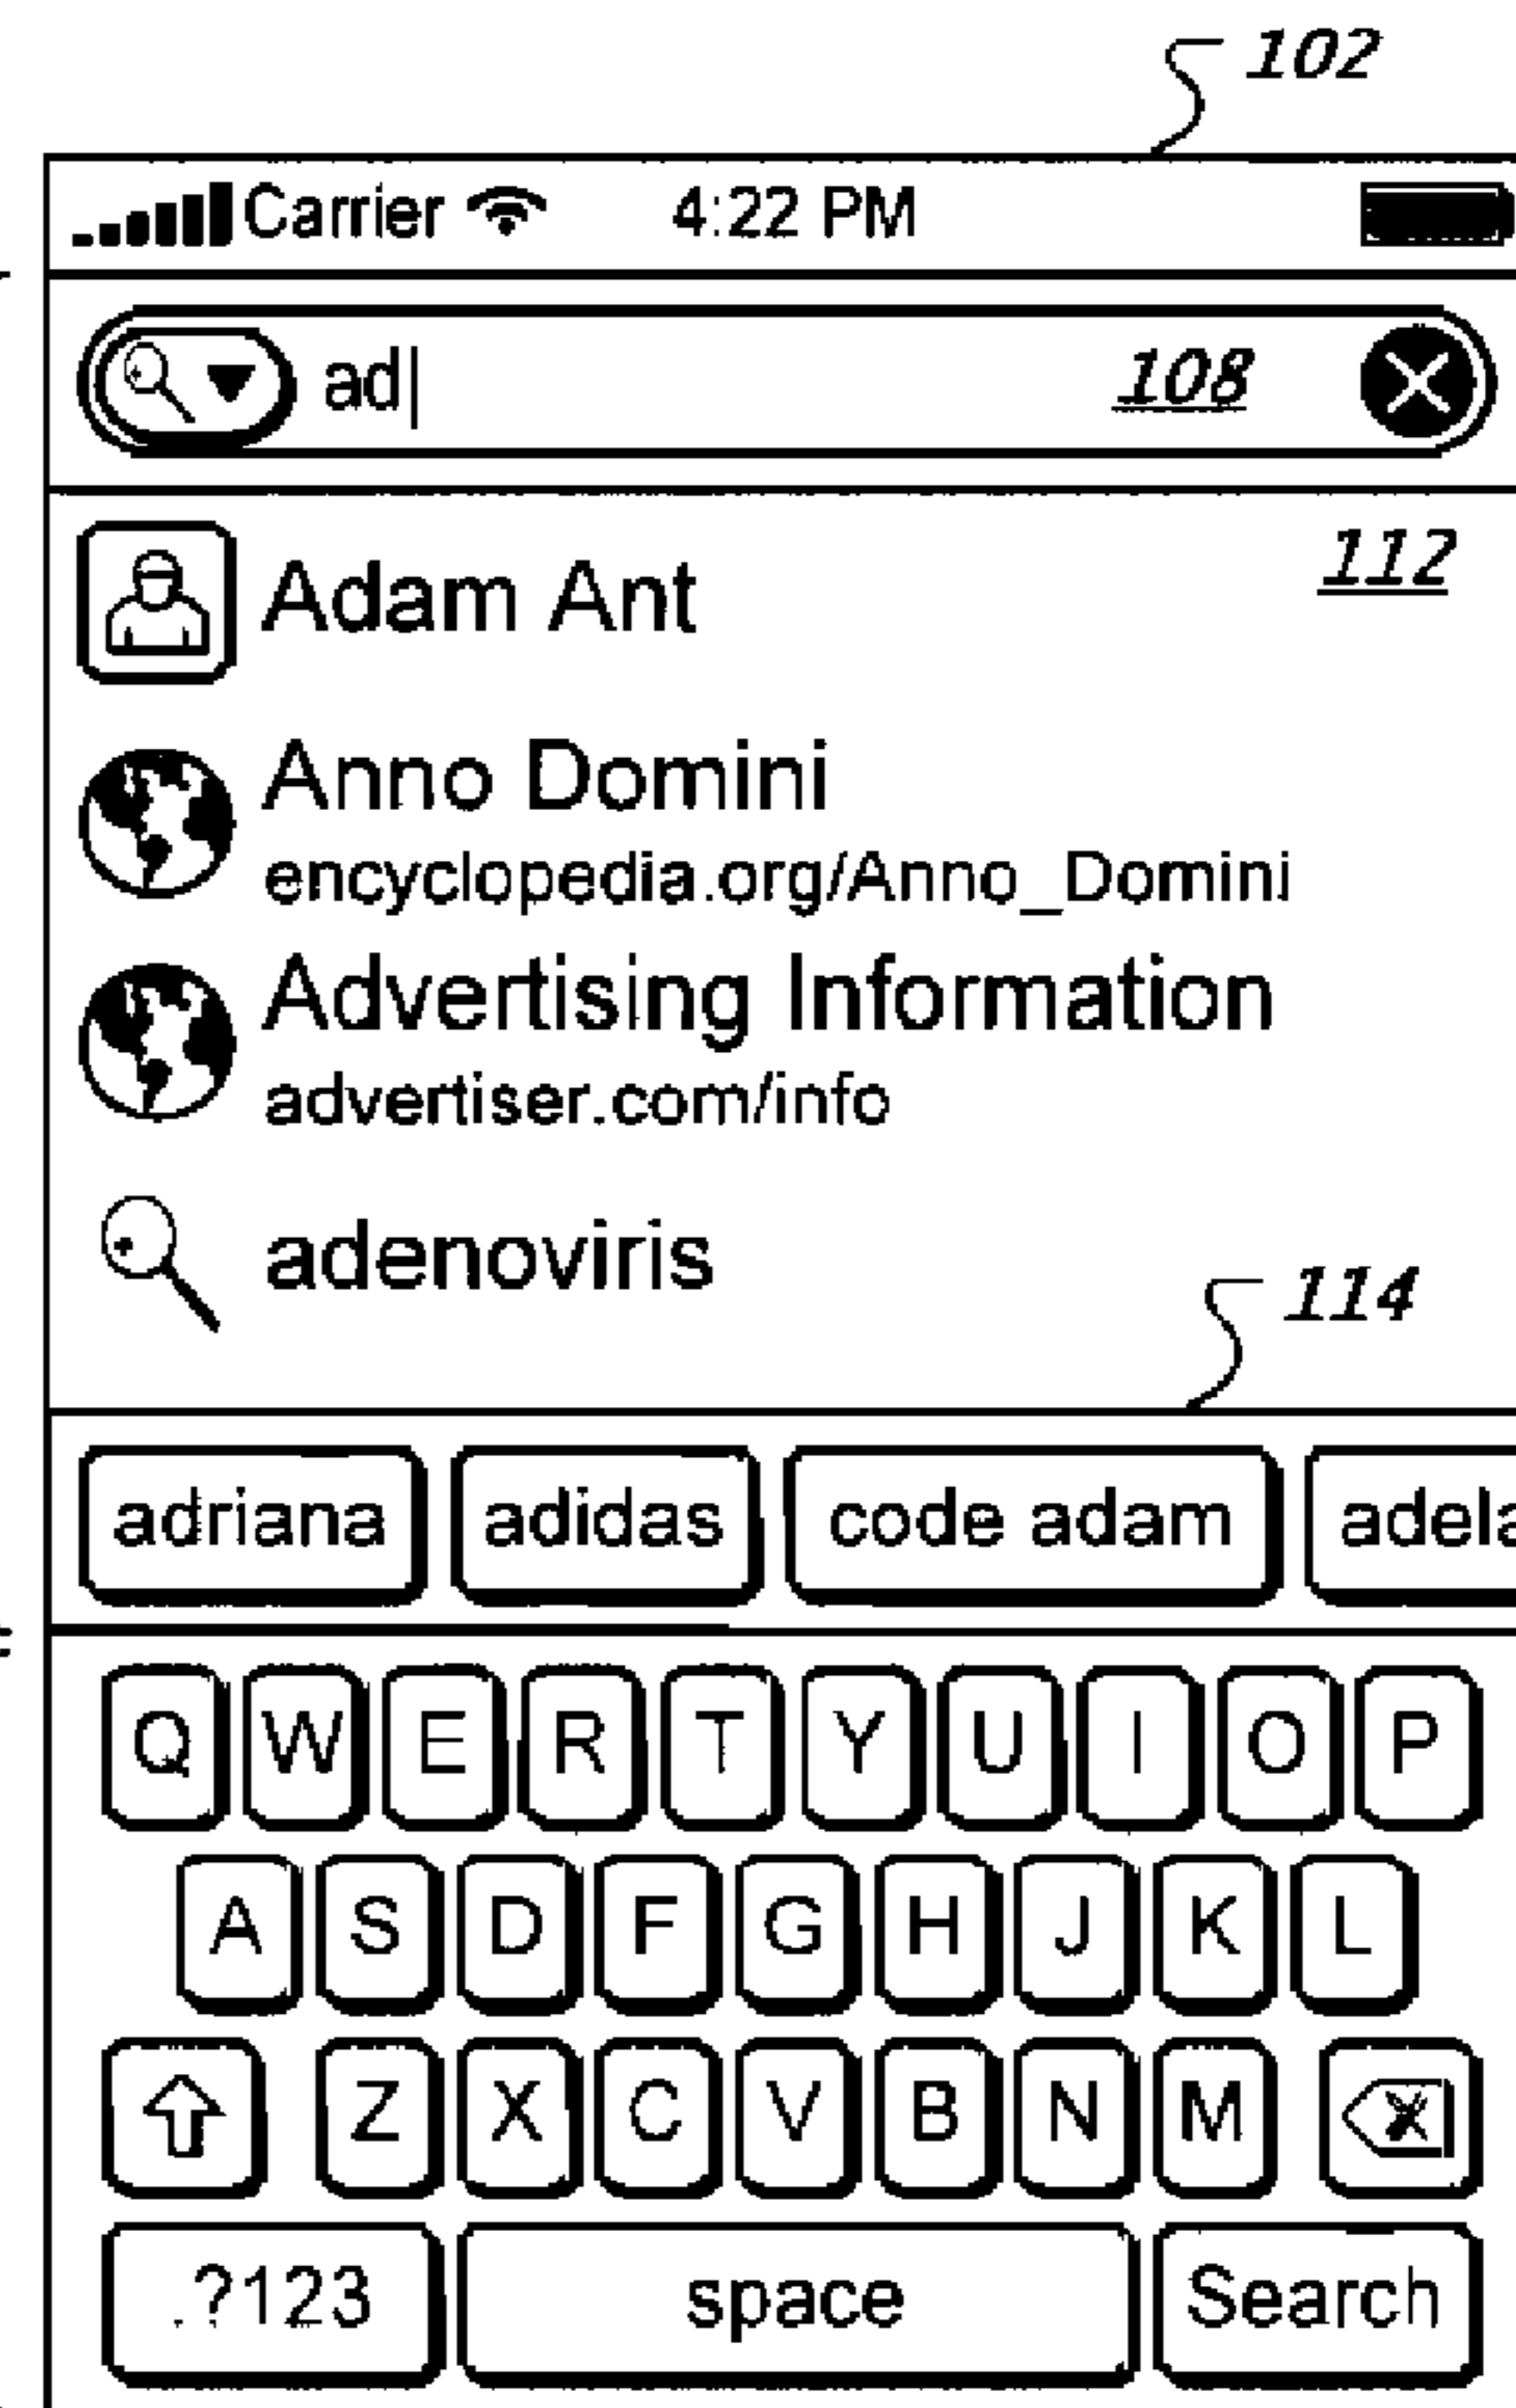 102
Carrier 4:22 PM
ad 108
Adam Ant 112
Anno Domini
encyclopedia.org/Anno_Domini
Advertising Information
advertiser.com/info
adenoviris
114
adriana adidas code adam adela
Q W E R T Y U I O P
A S D F G H J K L
Z X C V B N M
.?123 space Search